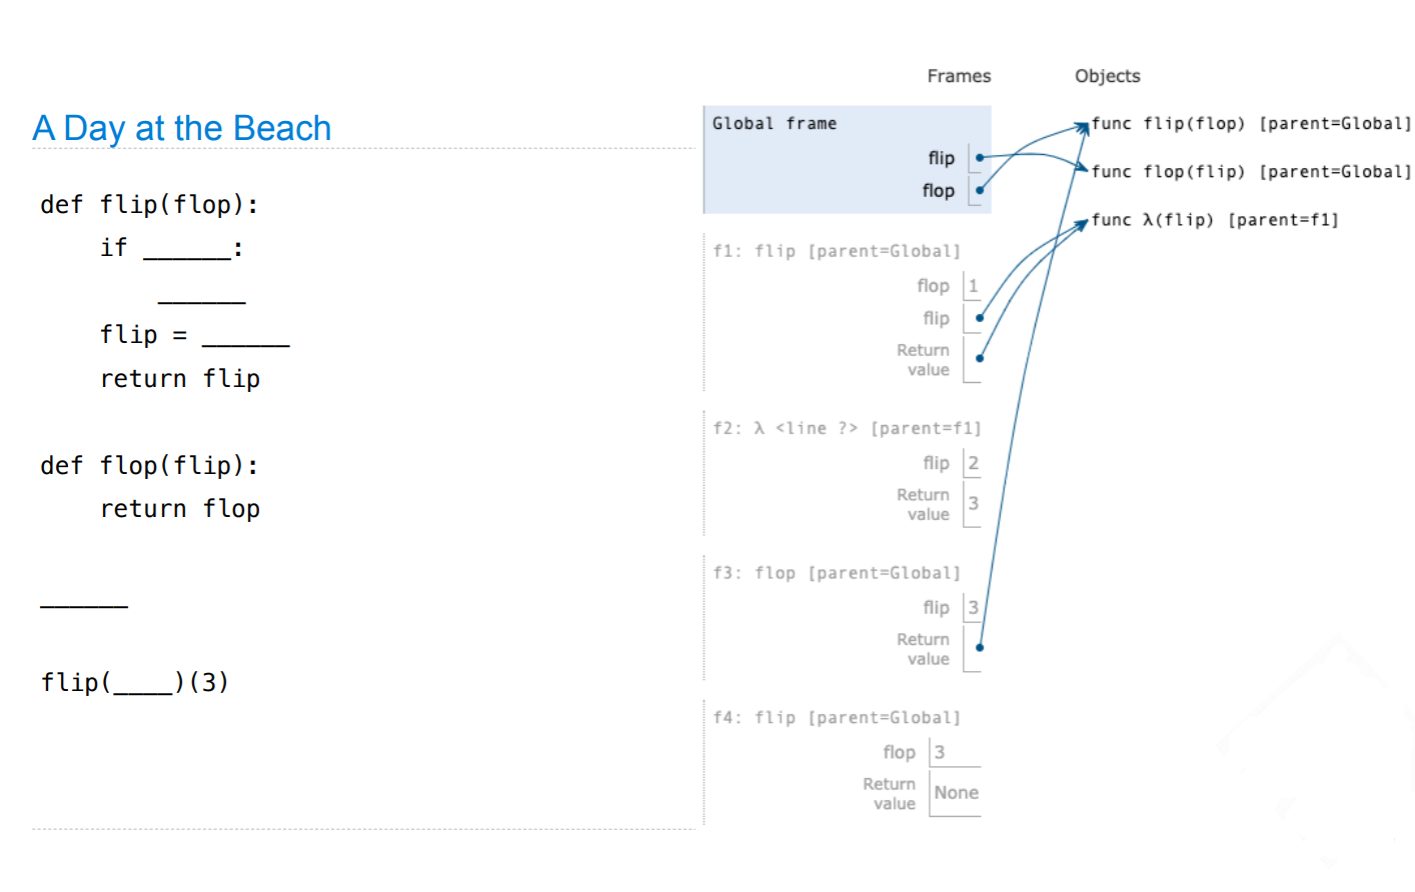 A Day at the Beach
def flip(flop):
    if ______:
        ______
    flip = ______
    return flip
def flop(flip):
    return flop
______
flip(____)(3)
Frames
Objects
Global frame
flip
flop
func flip(flop) [parent=Global]
func flop(flip) [parent=Global]
func λ(flip) [parent=f1]
f1: flip [parent=Global]
flop 1
flip
Return
value
f2: λ <line ?> [parent=f1]
flip 2
Return
value 3
f3: flop [parent=Global]
flip 3
Return
value
f4: flip [parent=Global]
flop 3
Return
value None